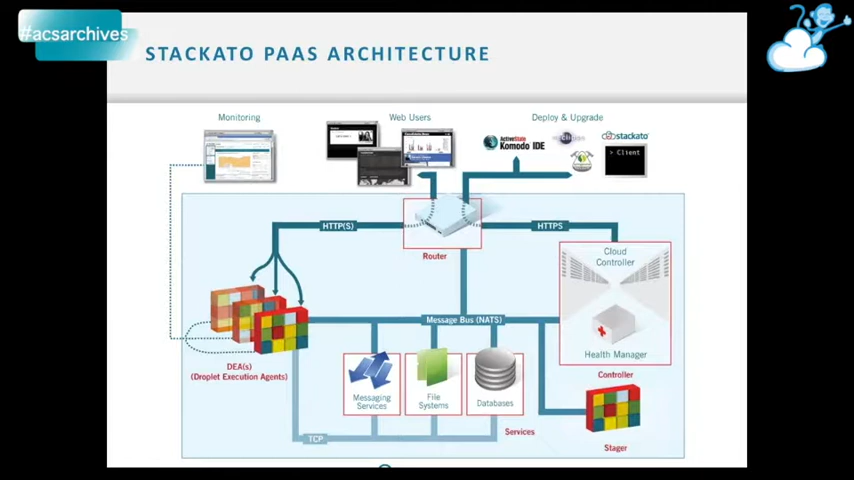 #acsarchives
STACKATO PAAS ARCHITECTURE
Monitoring
Web Users
Deploy & Upgrade
ActiveState
Komodo IDE
eclipse
stackato
> Client
HTTP(S)
HTTPS
Router
Cloud
Controller
Message Bus (NATS)
Health Manager
DEA(s)
(Droplet Execution Agents)
Messaging
Services
File
Systems
Databases
Controller
TCP
Services
Stager